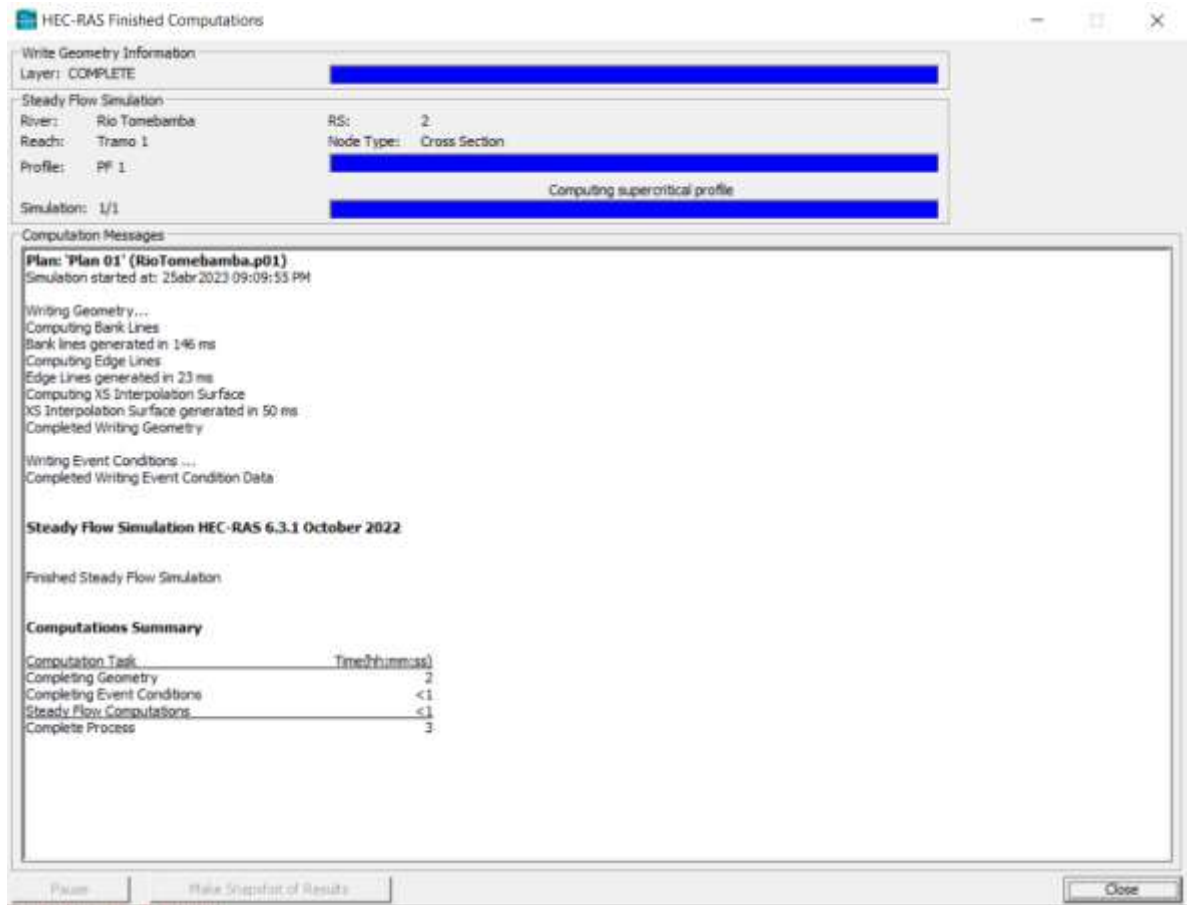 HEC-RAS Finished Computations
Write Geometry Information
Layer: COMPLETE
Steady Flow Simulation
River: Rio Tomebamba RS: 2
Reach: Tramo 1 Node Type: Cross Section
Profile: PF 1
Computing supercritical profile
Simulation: 1/1
Computation Messages
Plan: 'Plan 01' (RioTomebamba.p01)
Simulation started at: 25abr2023 09:09:55 PM
Writing Geometry...
Computing Bank Lines
Bank lines generated in 146 ms
Computing Edge Lines
Edge Lines generated in 23 ms
Computing XS Interpolation Surface
XS Interpolation Surface generated in 50 ms
Completed Writing Geometry
Writing Event Conditions ...
Completed Writing Event Condition Data
Steady Flow Simulation HEC-RAS 6.3.1 October 2022
Finished Steady Flow Simulation
Computations Summary
Computation Task Time(hh:mm:ss)
Completing Geometry 2
Completing Event Conditions <1
Steady Flow Computations <1
Complete Process 3
Pause Make Snapshot of Results Close